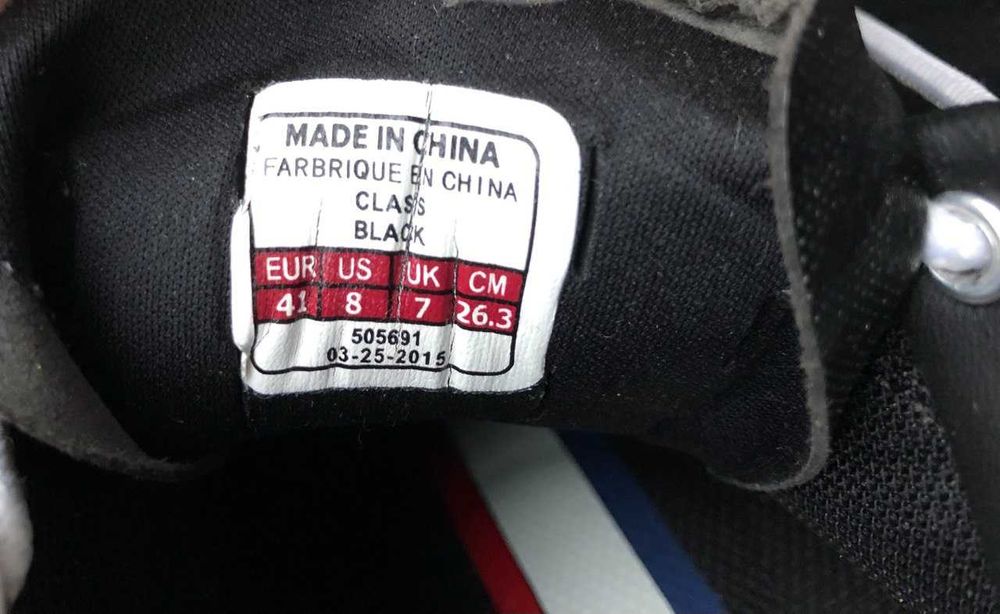 MADE IN CHINA
FARBRIQUE EN CHINA
CLASS
BLACK
EUR US UK CM
41 8 7 26.3
505691
03-25-2015